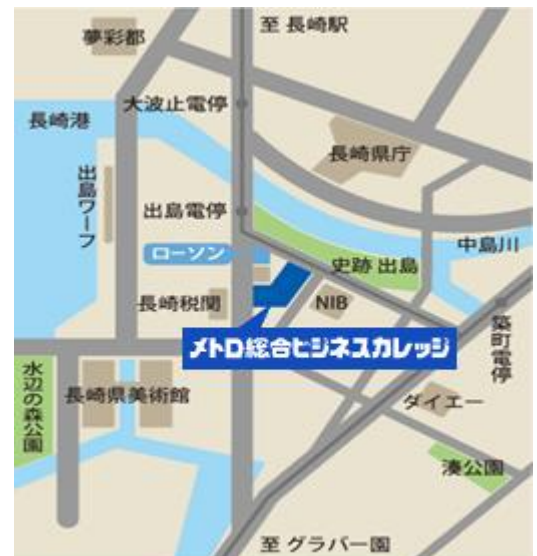 至 長崎駅
夢彩都
大波止電停
長崎港
長崎県庁
出島ワーフ
出島電停
中島川
ローソン
史跡 出島
長崎税関
NIB
メトロ総合ビジネスカレッジ
築町電停
水辺の森公園
長崎県美術館
ダイエー
湊公園
至 グラバー園